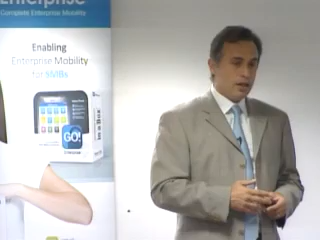 Enterprise
Complete Enterprise Mobility
Enabling
Enterprise Mobility
for SMBs
GO!